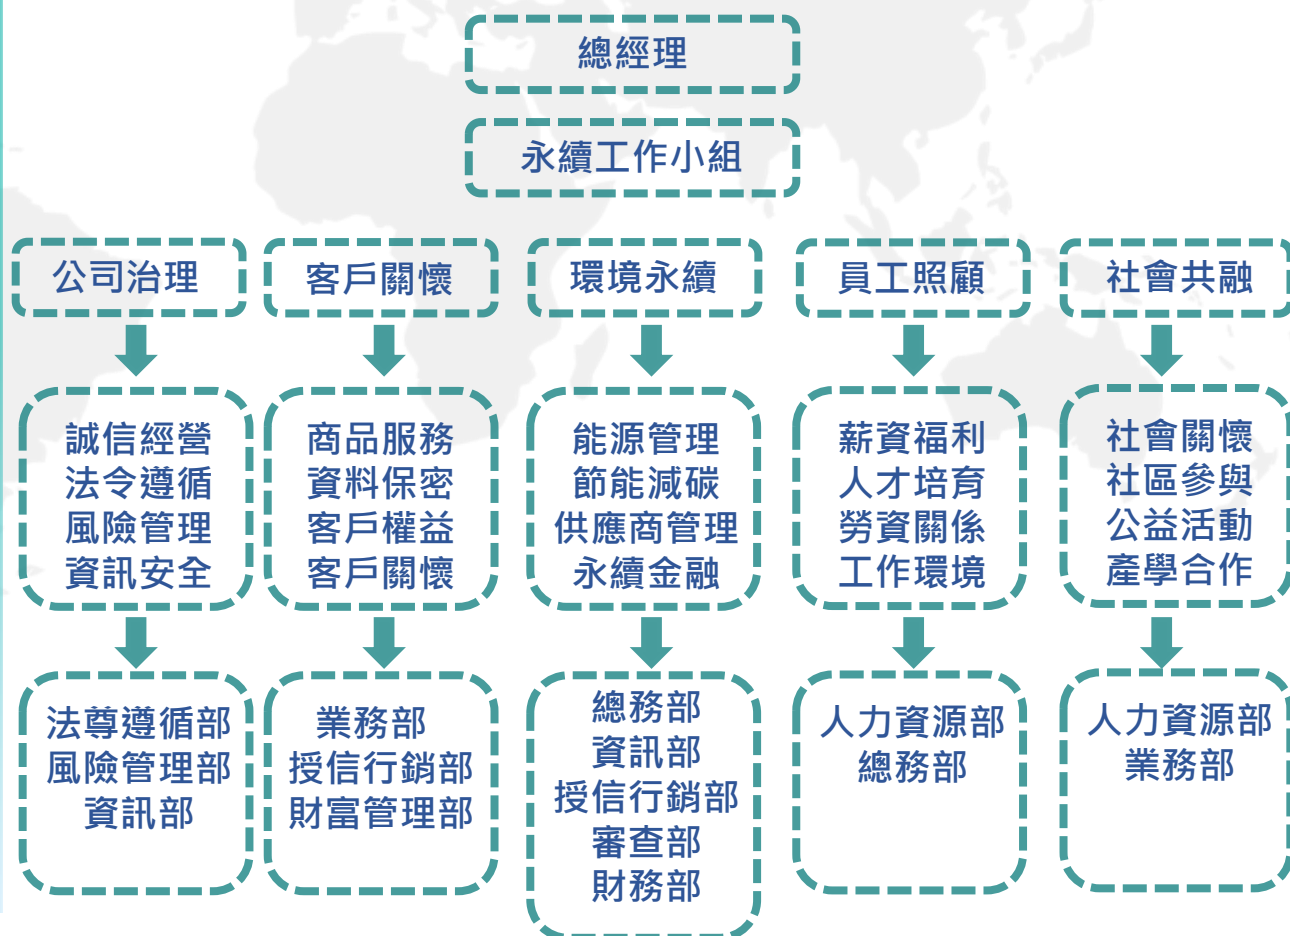 總經理
永續工作小組
公司治理
客戶關懷
環境永續
員工照顧
社會共融
誠信經營
法令遵循
風險管理
資訊安全
商品服務
資料保密
客戶權益
客戶關懷
能源管理
節能減碳
供應商管理
永續金融
薪資福利
人才培育
勞資關係
工作環境
社會關懷
社區參與
公益活動
產學合作
法尊遵循部
風險管理部
資訊部
業務部
授信行銷部
財富管理部
總務部
資訊部
授信行銷部
審查部
財務部
人力資源部
總務部
人力資源部
業務部